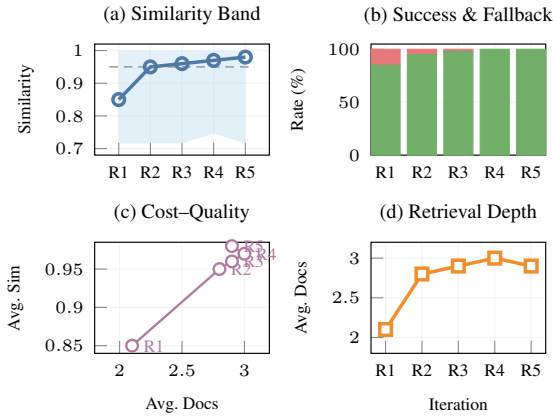 (a) Similarity Band
Similarity
1
0.9
0.8
0.7
R1 R2 R3 R4 R5
(b) Success & Fallback
Rate (%)
100
50
0
R1 R2 R3 R4 R5
(c) Cost–Quality
Avg. Sim
0.95
0.9
0.85
R5
R4
R3
R2
R1
2 2.5 3
Avg. Docs
(d) Retrieval Depth
Avg. Docs
3
2.5
2
R1 R2 R3 R4 R5
Iteration